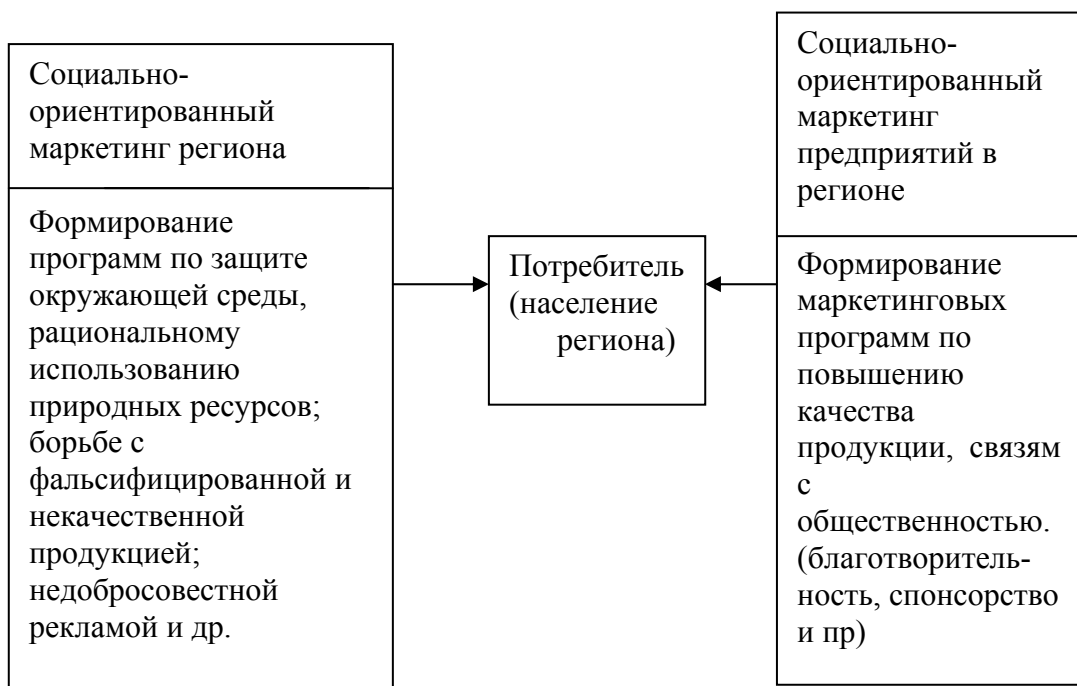 Социально-
ориентированный
маркетинг региона
Формирование
программ по защите
окружающей среды,
рациональному
использованию
природных ресурсов;
борьбе с
фальсифицированной и
некачественной
продукцией;
недобросовестной
рекламой и др.
Потребитель
(население
региона)
Социально-
ориентированный
маркетинг
предприятий в
регионе
Формирование
маркетинговых
программ по
повышению
качества
продукции, связям
с
общественностью.
(благотворитель-
ность, спонсорство
и пр)